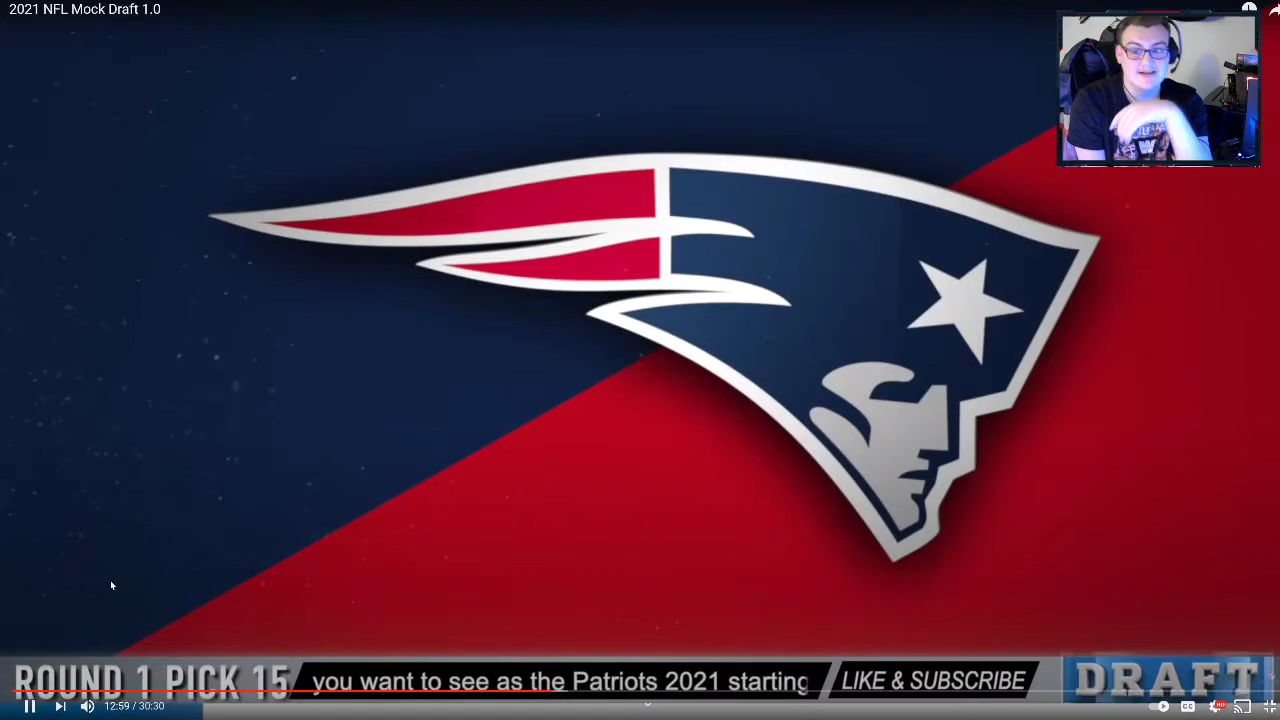 2021 NFL Mock Draft 1.0
ROUND 1 PICK 15
you want to see as the Patriots 2021 starting
LIKE & SUBSCRIBE
DRAFT
12:59 / 30:30